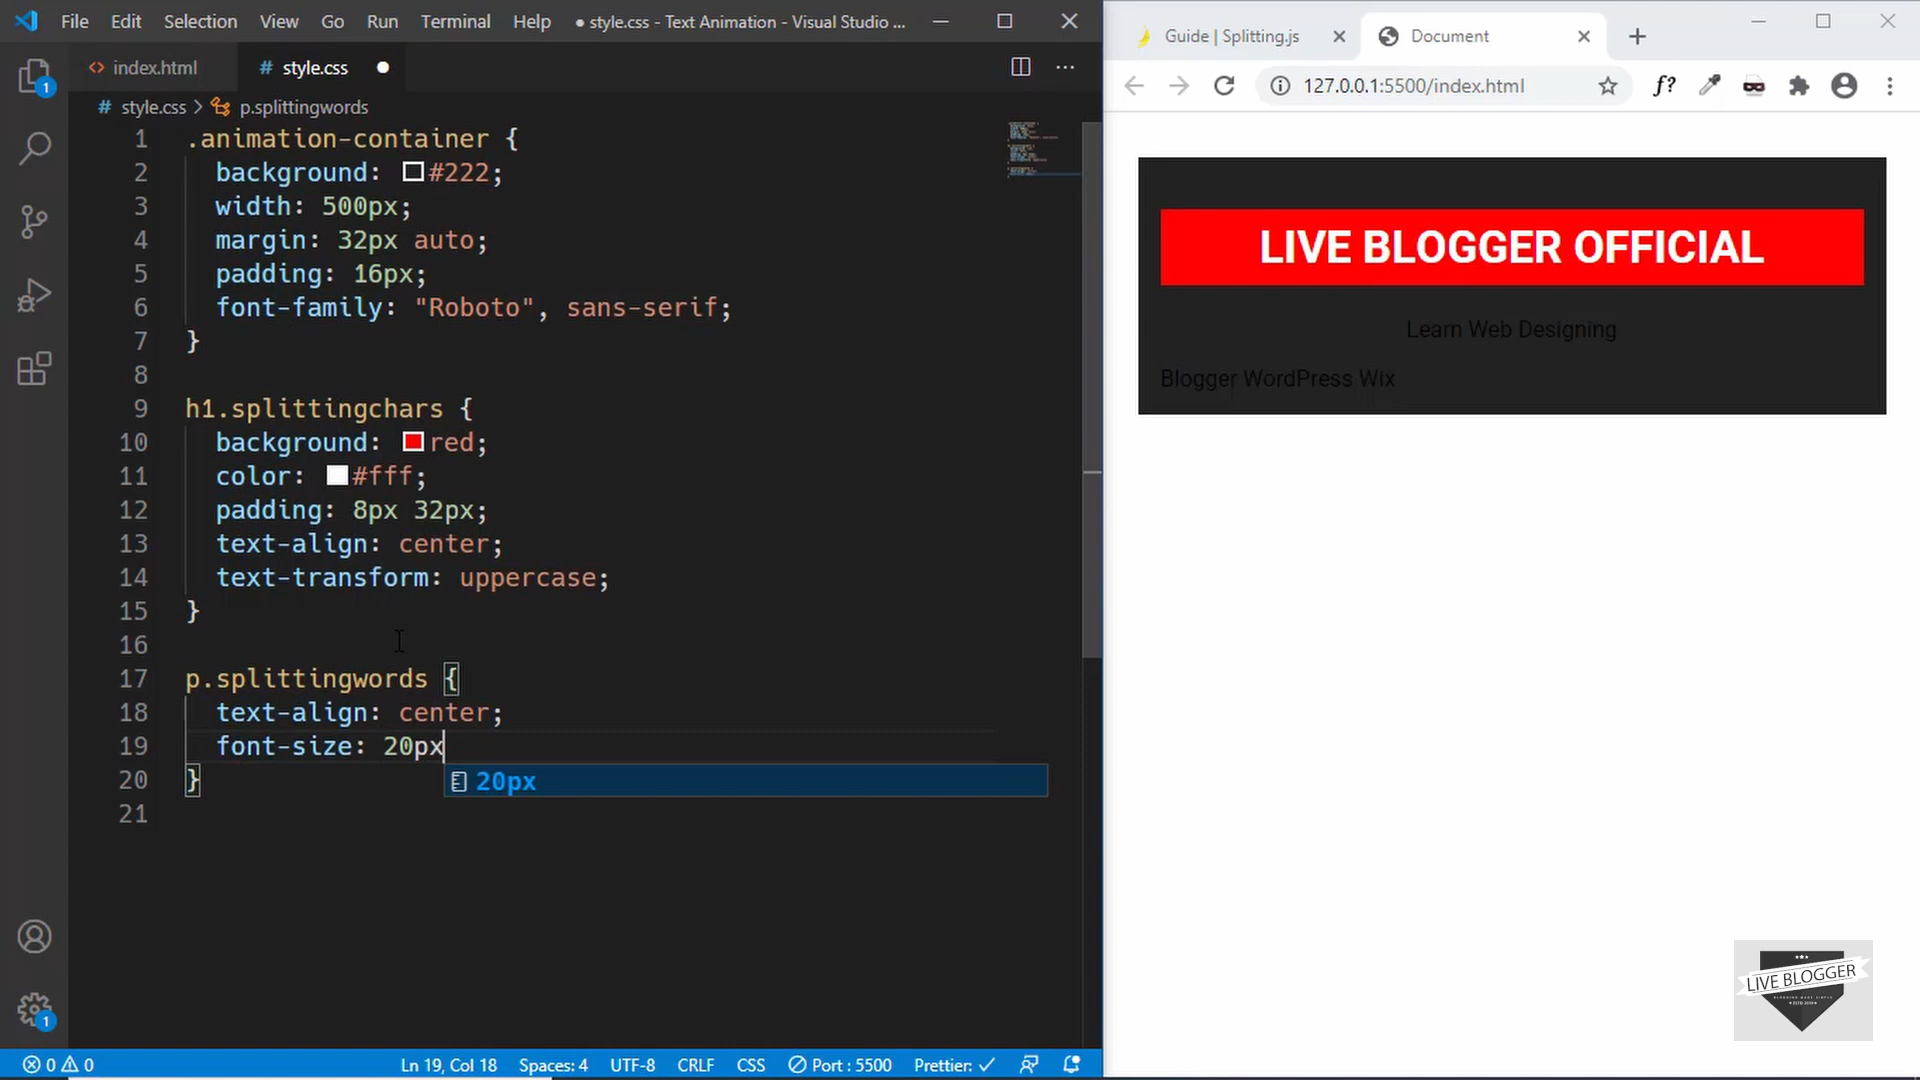 File Edit Selection View Go Run Terminal Help ● style.css - Text Animation - Visual Studio ...
<> index.html # style.css ●
# style.css > p.splittingwords
1 .animation-container {
2 background: #222;
3 width: 500px;
4 margin: 32px auto;
5 padding: 16px;
6 font-family: "Roboto", sans-serif;
7 }
8
9 h1.splittingchars {
10 background: red;
11 color: #fff;
12 padding: 8px 32px;
13 text-align: center;
14 text-transform: uppercase;
15 }
16
17 p.splittingwords {
18 text-align: center;
19 font-size: 20px
20 }
20px
21
1
1
0 0 Ln 19, Col 18 Spaces: 4 UTF-8 CRLF CSS Port : 5500 Prettier: ✓
Guide | Splitting.js Document
127.0.0.1:5500/index.html f?
LIVE BLOGGER OFFICIAL
Learn Web Designing
Blogger WordPress Wix
LIVE BLOGGER